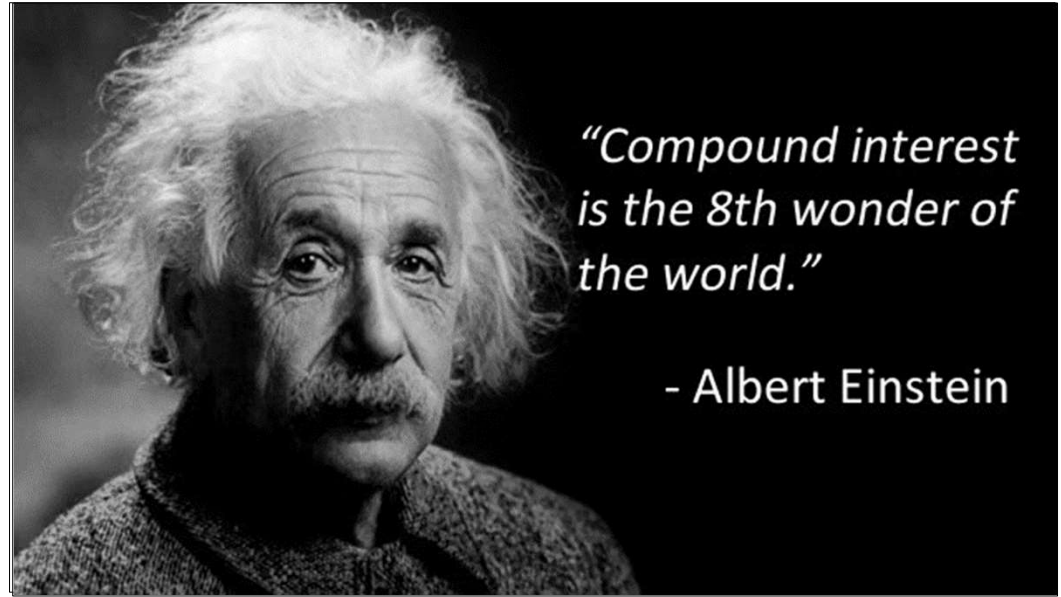 “Compound interest
is the 8th wonder of
the world.”
- Albert Einstein